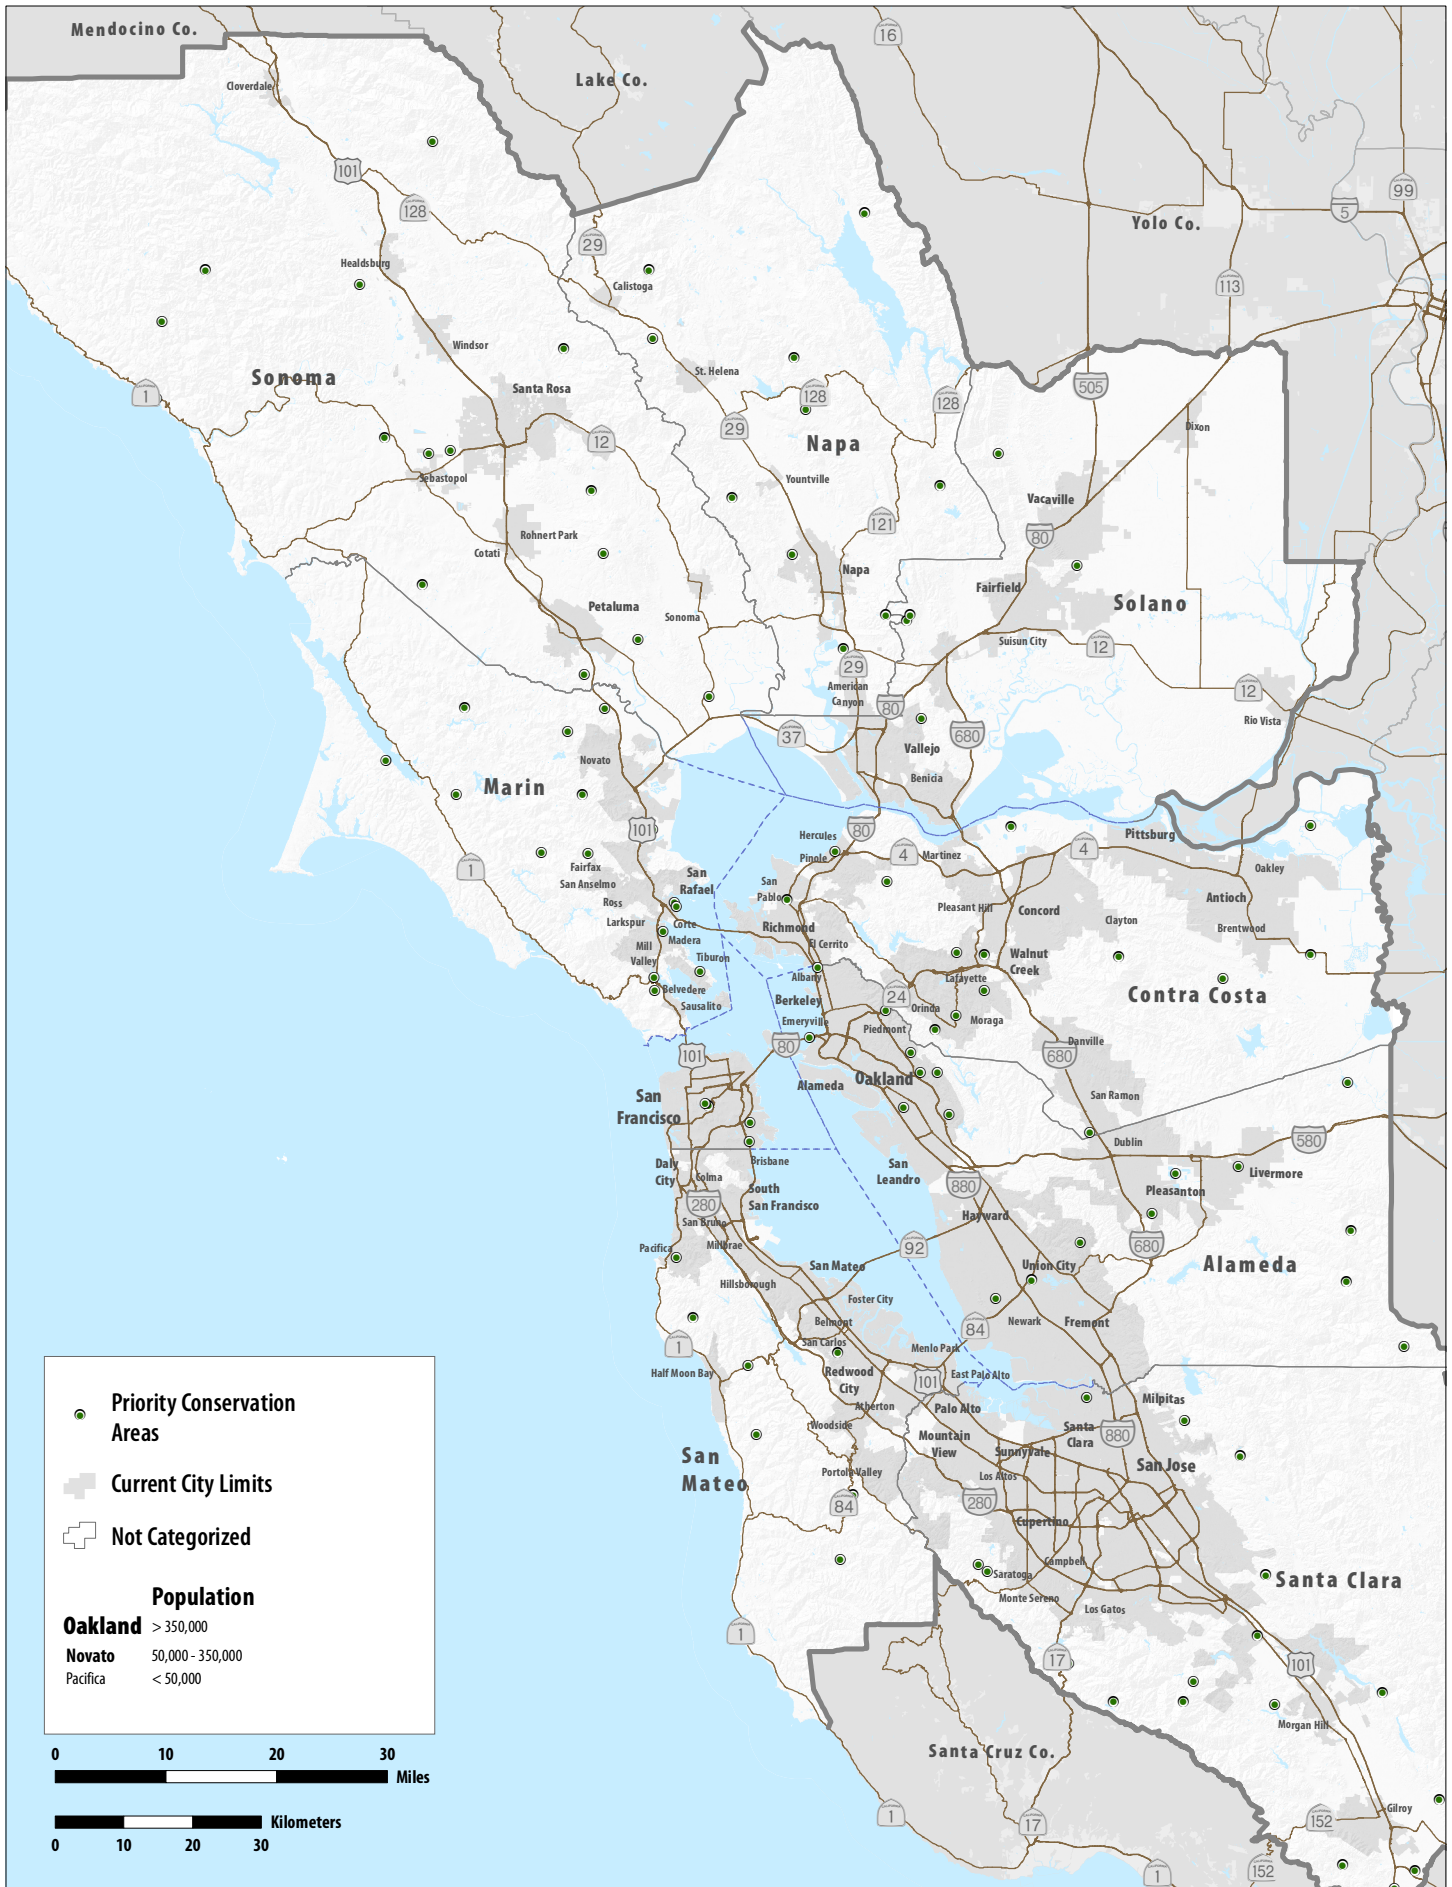 Mendocino Co.
Lake Co.
16
Cloverdale
101
128
99
5
Yolo Co.
29
Healdsburg
113
Calistoga
Windsor
Sonoma
St. Helena
1
Santa Rosa
128
505
128
29
12
Dixon
Napa
Sebastopol
Yountville
Vacaville
121
80
Rohnert Park
Cotati
Napa
Fairfield
Petaluma
Solano
Sonoma
Suisun City
12
29
American
Canyon
12
80
Rio Vista
37
680
Vallejo
Novato
Benicia
Marin
101
80
Hercules
Pittsburg
Pinole
4
Martinez
4
1
Fairfax
San Anselmo
San
Rafael
San
Pablo
Oakley
Antioch
Ross
Pleasant Hill
Concord
Larkspur
Corte
Madera
Richmond
Clayton
Brentwood
Mill
Valley
El Cerrito
Walnut
Creek
Tiburon
Albany
Lafayette
Belvedere
Berkeley
24
Contra Costa
Sausalito
Orinda
Emeryville
Piedmont
Moraga
101
80
Danville
680
Alameda
Oakland
San
Francisco
San Ramon
580
Dublin
Daly
City
Brisbane
San
Leandro
Livermore
Colma
South
San Francisco
880
Pleasanton
280
San Bruno
Hayward
Pacifica
Millbrae
92
680
San Mateo
Union City
Alameda
Hillsborough
Foster City
Belmont
84
Newark
Fremont
San Carlos
1
Menlo Park
Half Moon Bay
Redwood
City
101
East Palo Alto
Atherton
Palo Alto
Milpitas
Woodside
Mountain
View
Santa
Clara
880
San
Mateo
Sunnyvale
San Jose
Portola Valley
Los Altos
84
280
Cupertino
Campbell
Saratoga
Santa Clara
Monte Sereno
Los Gatos
1
17
101
Morgan Hill
Santa Cruz Co.
Gilroy
1
17
152
1
152
Priority Conservation
Areas
Current City Limits
Not Categorized
Population
Oakland > 350,000
Novato 50,000 - 350,000
Pacifica < 50,000
0 10 20 30
Miles
Kilometers
0 10 20 30